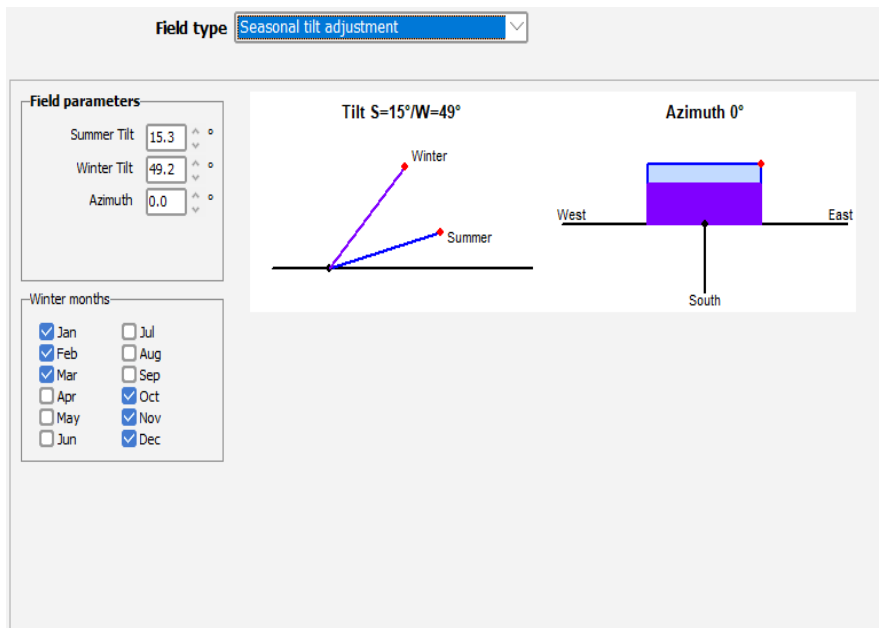 Field type Seasonal tilt adjustment
Field parameters
Summer Tilt 15.3 °
Winter Tilt 49.2 °
Azimuth 0.0 °
Tilt S=15°/W=49°
Winter
Summer
Azimuth 0°
West East
South
Winter months
Jan Jul
Feb Aug
Mar Sep
Apr Oct
May Nov
Jun Dec